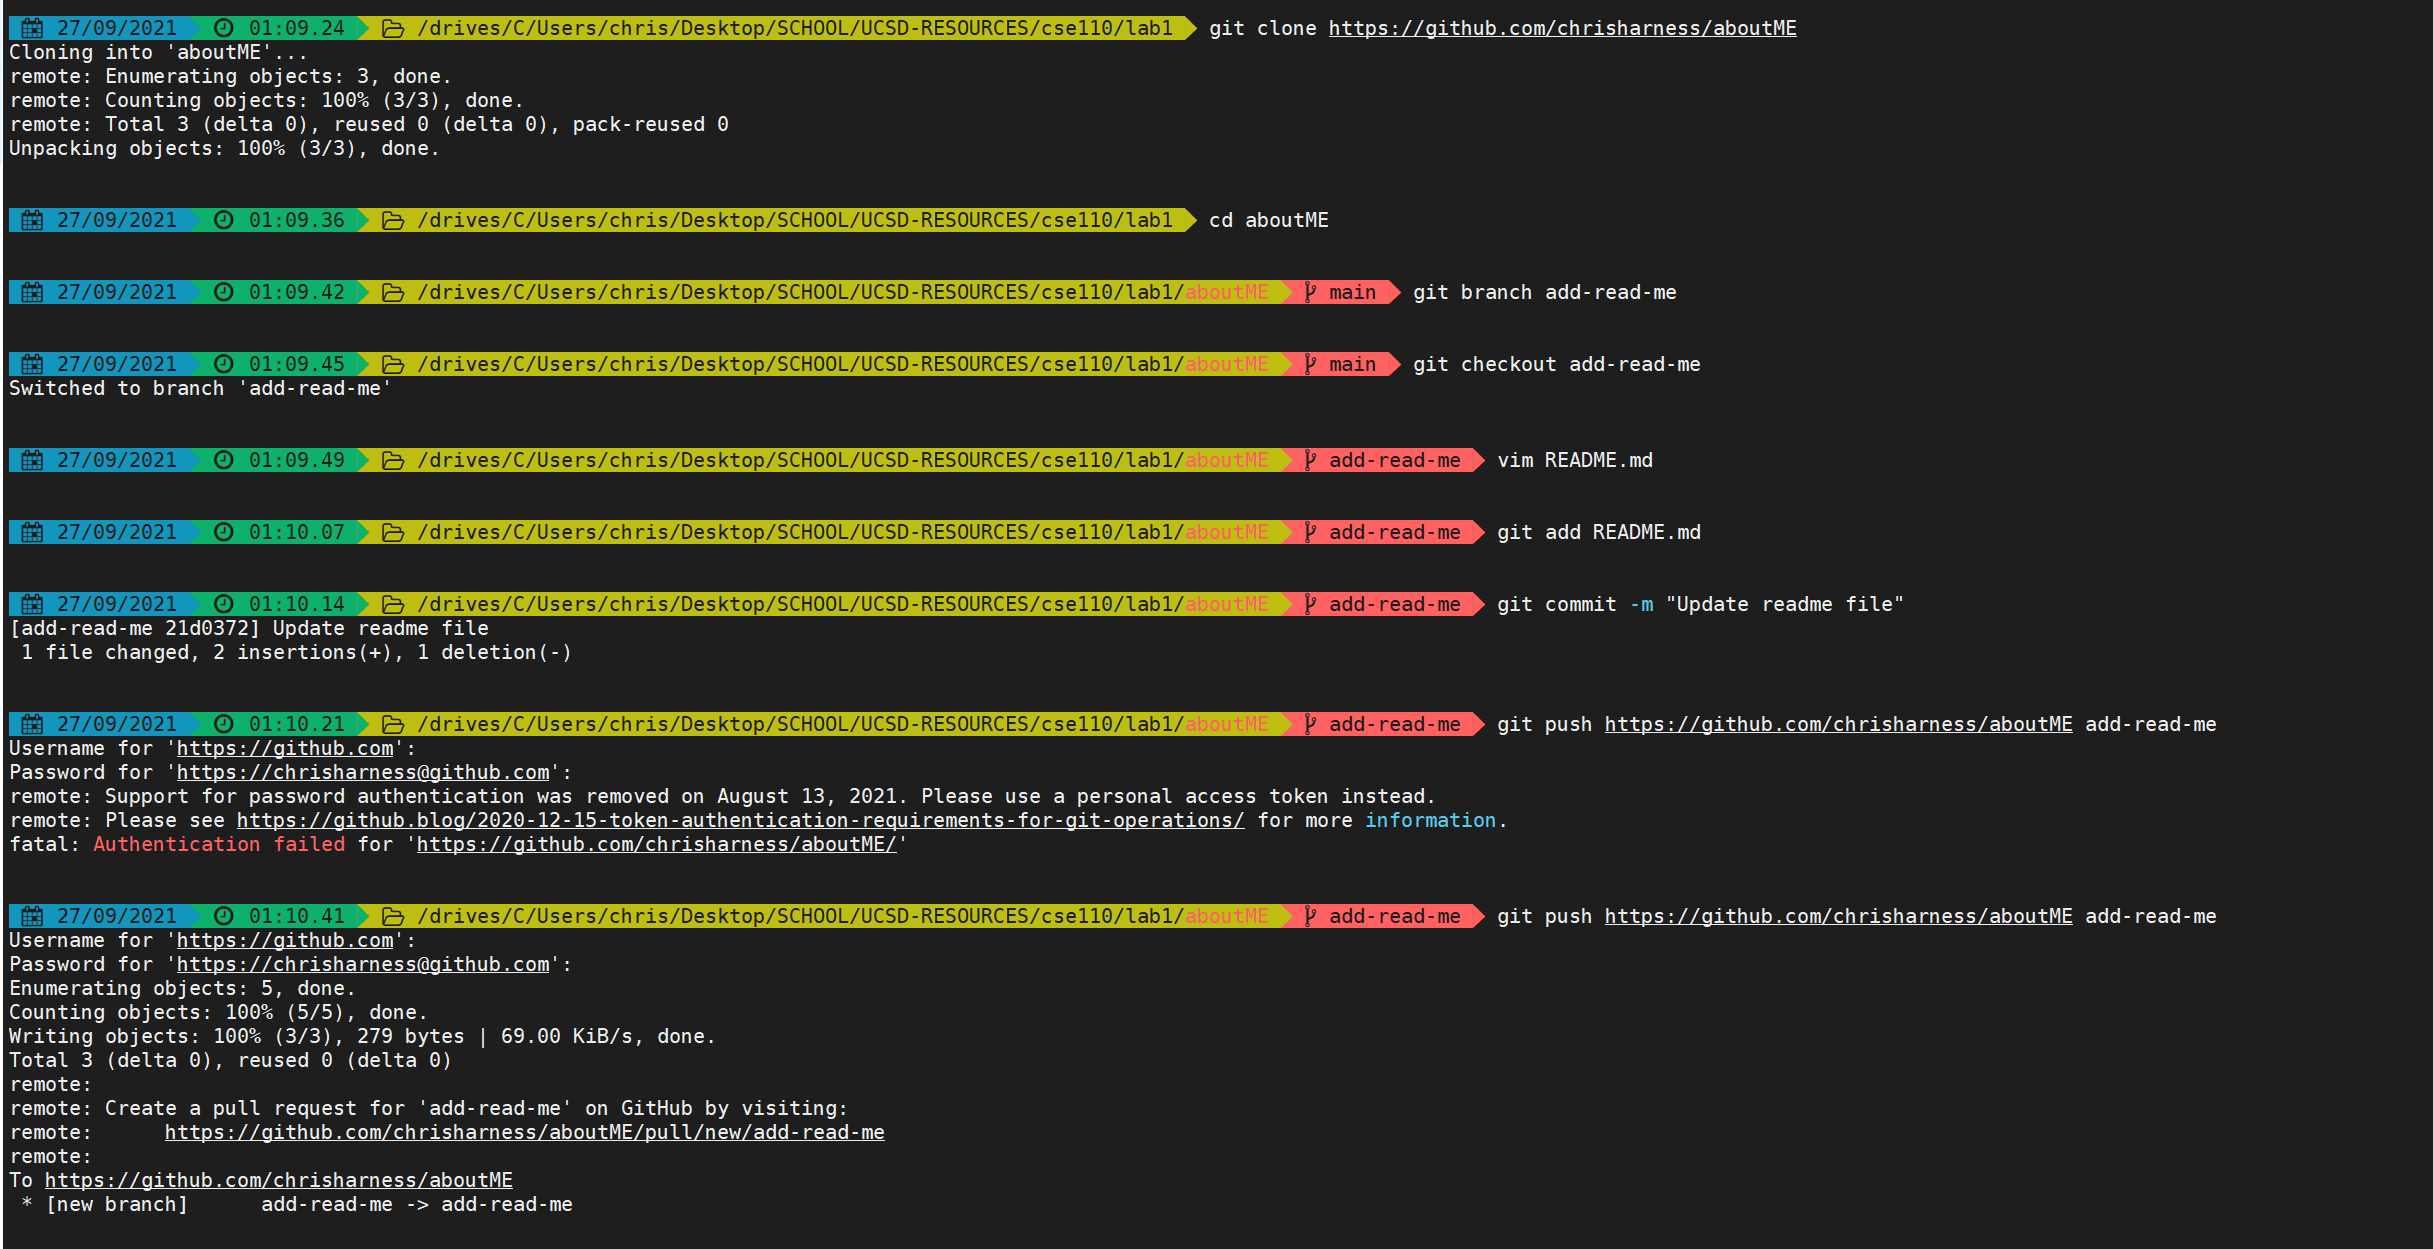 27/09/2021 01:09.24 /drives/C/Users/chris/Desktop/SCHOOL/UCSD-RESOURCES/cse110/lab1 git clone https://github.com/chrisharness/aboutME
Cloning into 'aboutME'...
remote: Enumerating objects: 3, done.
remote: Counting objects: 100% (3/3), done.
remote: Total 3 (delta 0), reused 0 (delta 0), pack-reused 0
Unpacking objects: 100% (3/3), done.
27/09/2021 01:09.36 /drives/C/Users/chris/Desktop/SCHOOL/UCSD-RESOURCES/cse110/lab1 cd aboutME
27/09/2021 01:09.42 /drives/C/Users/chris/Desktop/SCHOOL/UCSD-RESOURCES/cse110/lab1/aboutME main git branch add-read-me
27/09/2021 01:09.45 /drives/C/Users/chris/Desktop/SCHOOL/UCSD-RESOURCES/cse110/lab1/aboutME main git checkout add-read-me
Switched to branch 'add-read-me'
27/09/2021 01:09.49 /drives/C/Users/chris/Desktop/SCHOOL/UCSD-RESOURCES/cse110/lab1/aboutME add-read-me vim README.md
27/09/2021 01:10.07 /drives/C/Users/chris/Desktop/SCHOOL/UCSD-RESOURCES/cse110/lab1/aboutME add-read-me git add README.md
27/09/2021 01:10.14 /drives/C/Users/chris/Desktop/SCHOOL/UCSD-RESOURCES/cse110/lab1/aboutME add-read-me git commit -m "Update readme file"
[add-read-me 21d0372] Update readme file
 1 file changed, 2 insertions(+), 1 deletion(-)
27/09/2021 01:10.21 /drives/C/Users/chris/Desktop/SCHOOL/UCSD-RESOURCES/cse110/lab1/aboutME add-read-me git push https://github.com/chrisharness/aboutME add-read-me
Username for 'https://github.com':
Password for 'https://chrisharness@github.com':
remote: Support for password authentication was removed on August 13, 2021. Please use a personal access token instead.
remote: Please see https://github.blog/2020-12-15-token-authentication-requirements-for-git-operations/ for more information.
fatal: Authentication failed for 'https://github.com/chrisharness/aboutME/'
27/09/2021 01:10.41 /drives/C/Users/chris/Desktop/SCHOOL/UCSD-RESOURCES/cse110/lab1/aboutME add-read-me git push https://github.com/chrisharness/aboutME add-read-me
Username for 'https://github.com':
Password for 'https://chrisharness@github.com':
Enumerating objects: 5, done.
Counting objects: 100% (5/5), done.
Writing objects: 100% (3/3), 279 bytes | 69.00 KiB/s, done.
Total 3 (delta 0), reused 0 (delta 0)
remote:
remote: Create a pull request for 'add-read-me' on GitHub by visiting:
remote:      https://github.com/chrisharness/aboutME/pull/new/add-read-me
remote:
To https://github.com/chrisharness/aboutME
 * [new branch]      add-read-me -> add-read-me